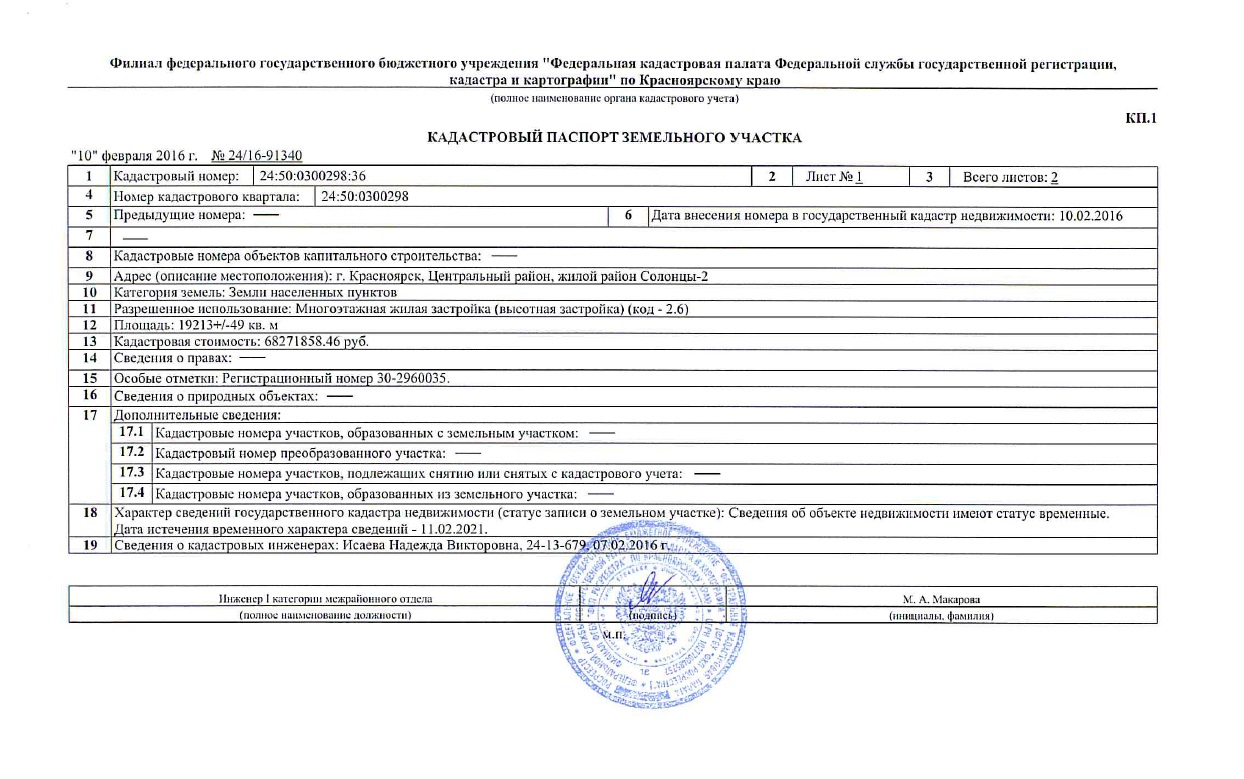 Филиал федерального государственного бюджетного учреждения "Федеральная кадастровая палата Федеральной службы государственной регистрации,
кадастра и картографии" по Красноярскому краю
(полное наименование органа кадастрового учета)
КП.1
КАДАСТРОВЫЙ ПАСПОРТ ЗЕМЕЛЬНОГО УЧАСТКА
"10" февраля 2016 г. № 24/16-91340
1 Кадастровый номер: 24:50:0300298:36 2 Лист № 1 3 Всего листов: 2
4 Номер кадастрового квартала: 24:50:0300298
5 Предыдущие номера: —— 6 Дата внесения номера в государственный кадастр недвижимости: 10.02.2016
7 ——
8 Кадастровые номера объектов капитального строительства: ——
9 Адрес (описание местоположения): г. Красноярск, Центральный район, жилой район Солонцы-2
10 Категория земель: Земли населенных пунктов
11 Разрешенное использование: Многоэтажная жилая застройка (высотная застройка) (код - 2.6)
12 Площадь: 19213+/-49 кв. м
13 Кадастровая стоимость: 68271858.46 руб.
14 Сведения о правах: ——
15 Особые отметки: Регистрационный номер 30-2960035.
16 Сведения о природных объектах: ——
17 Дополнительные сведения:
17.1 Кадастровые номера участков, образованных с земельным участком: ——
17.2 Кадастровый номер преобразованного участка: ——
17.3 Кадастровые номера участков, подлежащих снятию или снятых с кадастрового учета: ——
17.4 Кадастровые номера участков, образованных из земельного участка: ——
18 Характер сведений государственного кадастра недвижимости (статус записи о земельном участке): Сведения об объекте недвижимости имеют статус временные.
Дата истечения временного характера сведений - 11.02.2021.
19 Сведения о кадастровых инженерах: Исаева Надежда Викторовна, 24-13-679, 07.02.2016 г.
Инженер I категории межрайонного отдела М. А. Макарова
(полное наименование должности) (подпись) (инициалы, фамилия)
М.П.